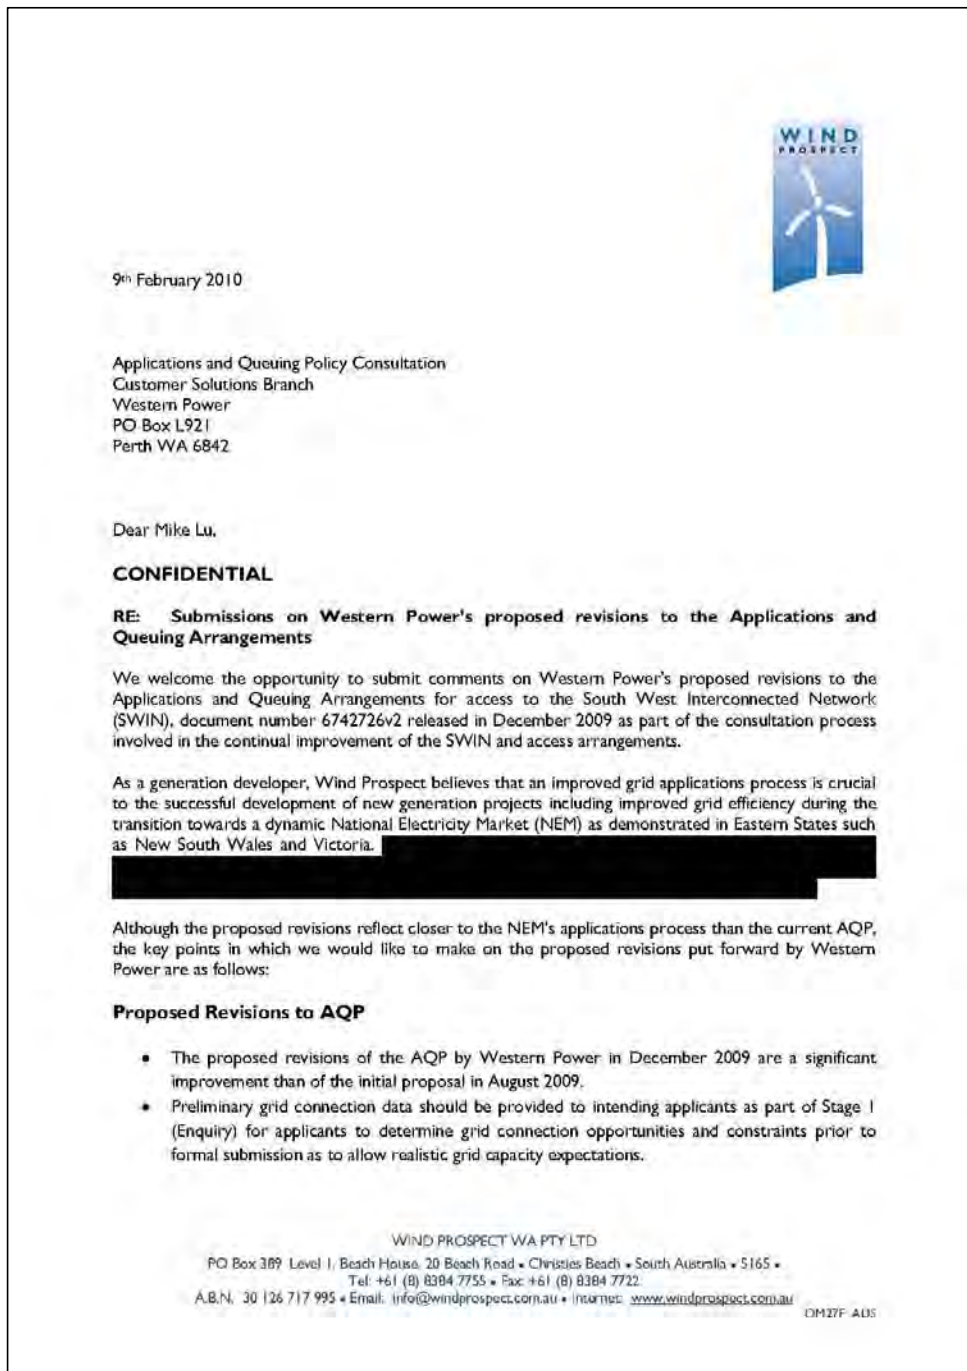 WIND
PROSPECT
9th February 2010
Applications and Queuing Policy Consultation
Customer Solutions Branch
Western Power
PO Box L921
Perth WA 6842
Dear Mike Lu,
CONFIDENTIAL
RE: Submissions on Western Power's proposed revisions to the Applications and
Queuing Arrangements
We welcome the opportunity to submit comments on Western Power's proposed revisions to the
Applications and Queuing Arrangements for access to the South West Interconnected Network
(SWIN), document number 6742726v2 released in December 2009 as part of the consultation process
involved in the continual improvement of the SWIN and access arrangements.
As a generation developer, Wind Prospect believes that an improved grid applications process is crucial
to the successful development of new generation projects including improved grid efficiency during the
transition towards a dynamic National Electricity Market (NEM) as demonstrated in Eastern States such
as New South Wales and Victoria.
Although the proposed revisions reflect closer to the NEM's applications process than the current AQP,
the key points in which we would like to make on the proposed revisions put forward by Western
Power are as follows:
Proposed Revisions to AQP
• The proposed revisions of the AQP by Western Power in December 2009 are a significant
improvement than of the initial proposal in August 2009.
• Preliminary grid connection data should be provided to intending applicants as part of Stage 1
(Enquiry) for applicants to determine grid connection opportunities and constraints prior to
formal submission as to allow realistic grid capacity expectations.
WIND PROSPECT WA PTY LTD
PO Box 389 Level 1, Beach House, 20 Beach Road • Christies Beach • South Australia • 5165 •
Tel: +61 (8) 8384 7755 • Fax: +61 (8) 8384 7722
A.B.N. 30 126 717 995 • Email: info@windprospect.com.au • Internet: www.windprospect.com.au
OM27F AUS